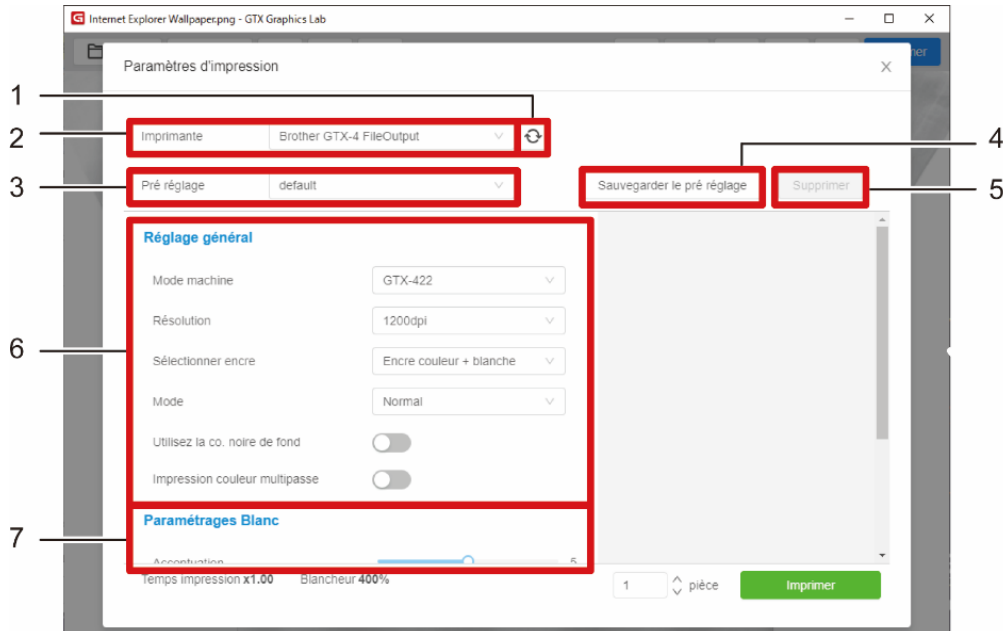 Internet Explorer Wallpaper.png - GTX Graphics Lab
mer
Paramètres d'impression
1
2 Imprimante Brother GTX-4 FileOutput 4
3 Pré réglage default Sauvegarder le pré réglage Supprimer 5
Réglage général
Mode machine GTX-422
Résolution 1200dpi
6 Sélectionner encre Encre couleur + blanche
Mode Normal
Utilisez la co. noire de fond
Impression couleur multipasse
Paramétrages Blanc
7
Accentuation 5
Temps impression x1.00 Blancheur 400% 1 pièce Imprimer